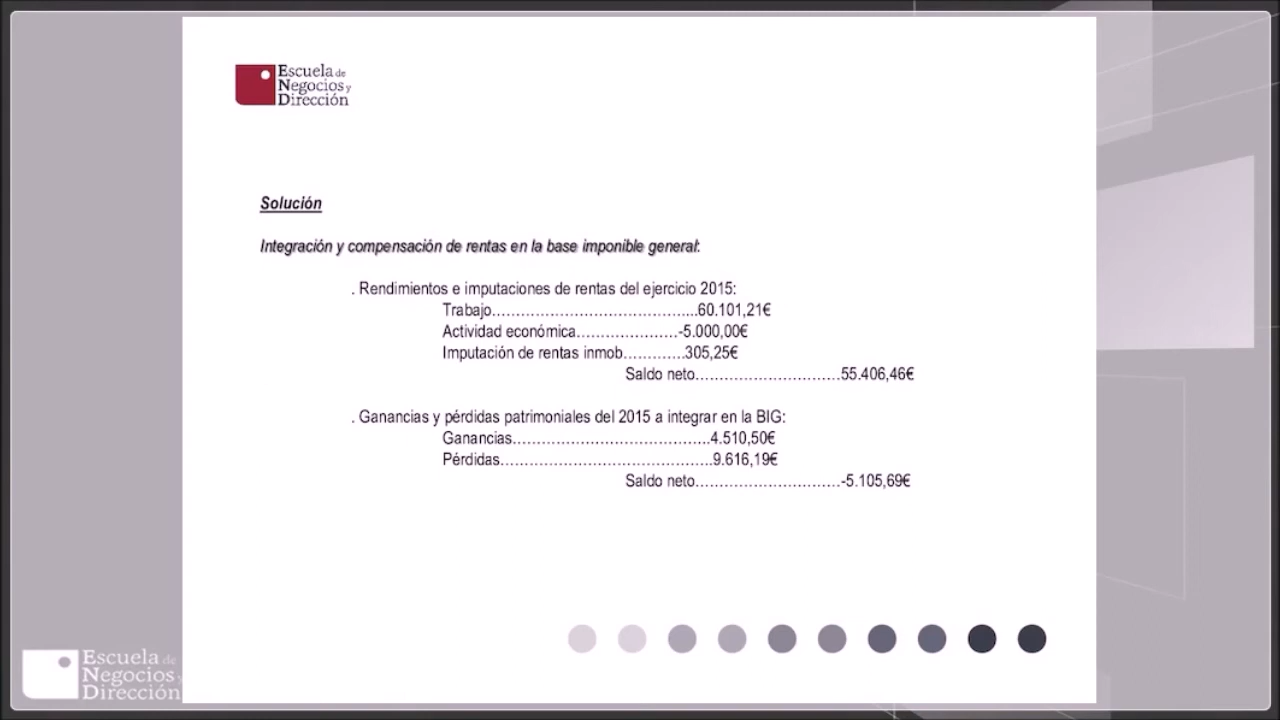 Escuela de
Negocios y
Dirección
Solución
Integración y compensación de rentas en la base imponible general:
. Rendimientos e imputaciones de rentas del ejercicio 2015:
Trabajo……………………………………...60.101,21€
Actividad económica…………………-5.000,00€
Imputación de rentas inmob………….305,25€
Saldo neto…………………………55.406,46€
. Ganancias y pérdidas patrimoniales del 2015 a integrar en la BIG:
Ganancias…………………………………..4.510,50€
Pérdidas……………………………………..9.616,19€
Saldo neto…………………………-5.105,69€
Escuela de
Negocios y
Dirección